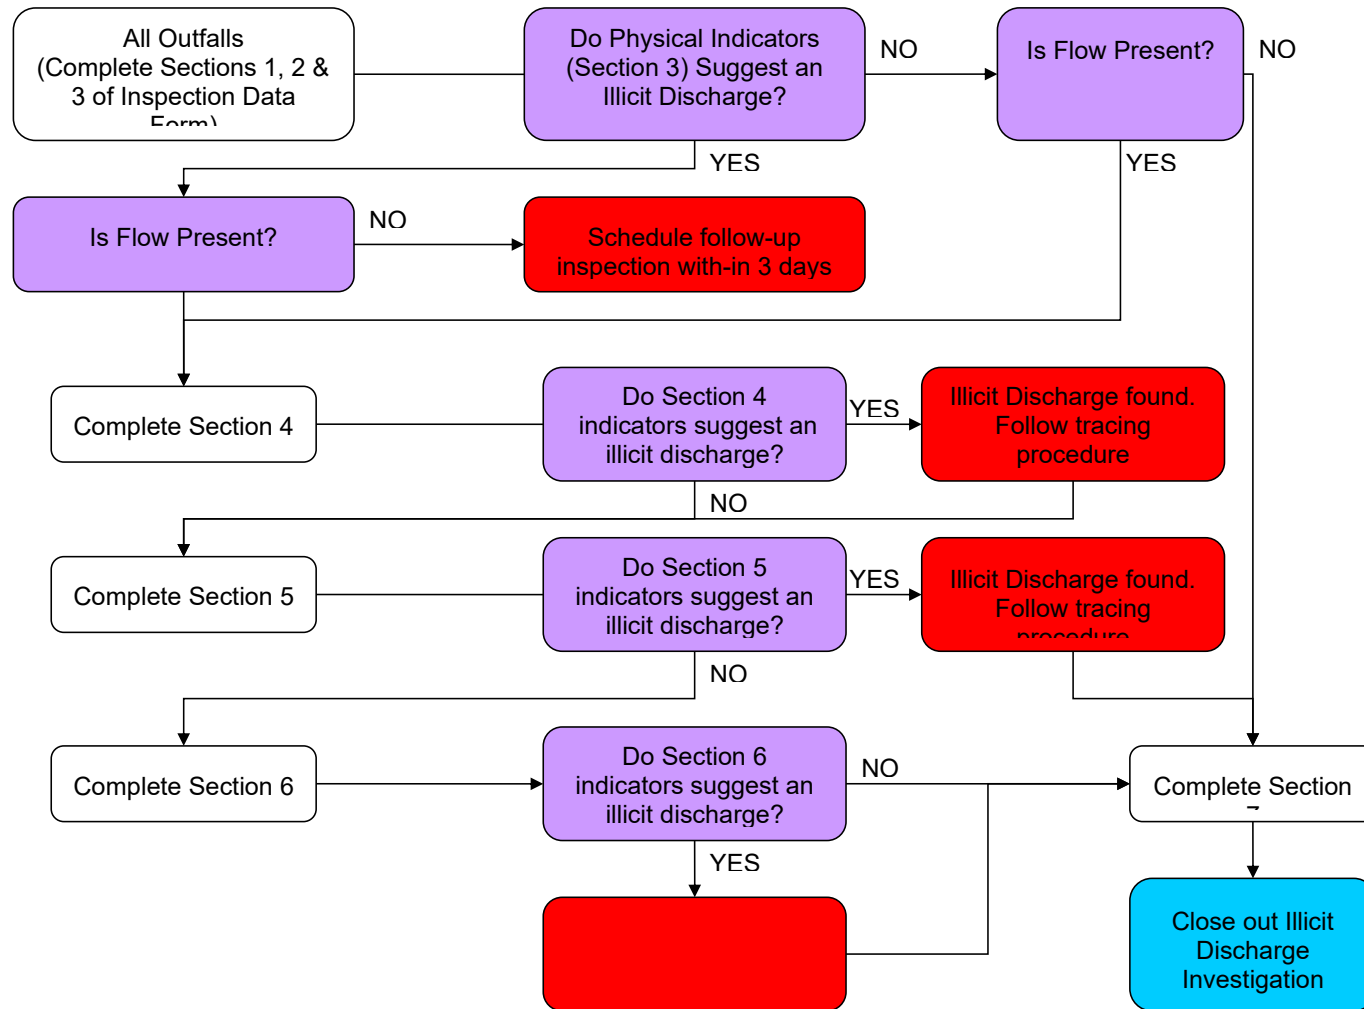 All Outfalls
(Complete Sections 1, 2 &
3 of Inspection Data
Form)
Do Physical Indicators
(Section 3) Suggest an
Illicit Discharge?
NO
Is Flow Present?
NO
YES
YES
Is Flow Present?
NO
Schedule follow-up
inspection with-in 3 days
Complete Section 4
Do Section 4
indicators suggest an
illicit discharge?
YES
Illicit Discharge found.
Follow tracing
procedure
NO
Complete Section 5
Do Section 5
indicators suggest an
illicit discharge?
YES
Illicit Discharge found.
Follow tracing
procedure
NO
Complete Section 6
Do Section 6
indicators suggest an
illicit discharge?
NO
Complete Section
YES
Close out Illicit
Discharge
Investigation